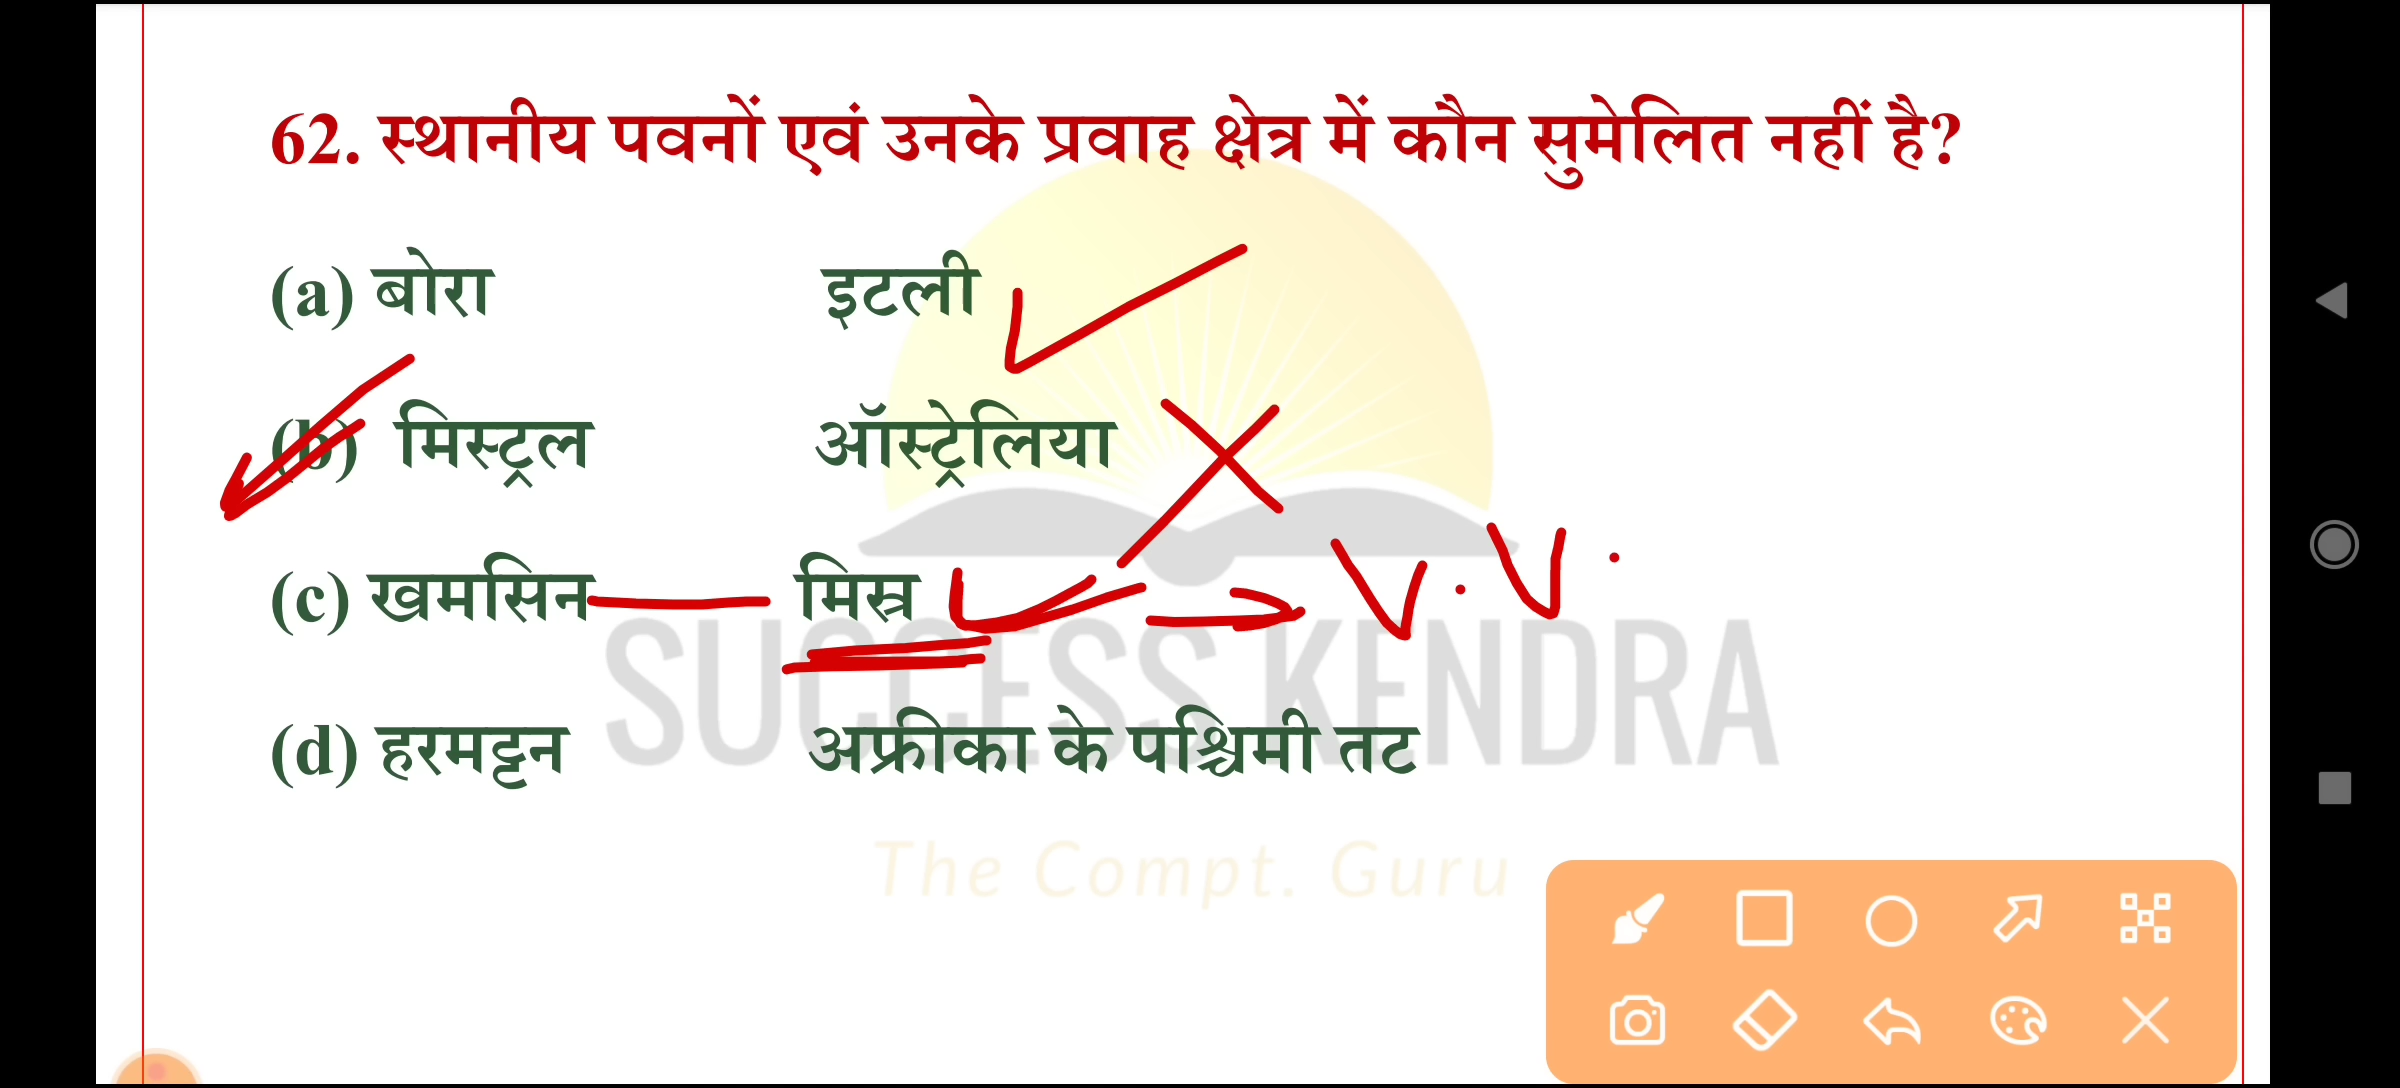 62. स्थानीय पवनों एवं उनके प्रवाह क्षेत्र में कौन सुमेलित नहीं है?
(a) बोरा इटली
(b) मिस्ट्रल ऑस्ट्रेलिया
(c) खमसिन मिस्र V. V.
(d) हरमट्टन अफ्रीका के पश्चिमी तट
SUCCESS KENDRA
The Compt. Guru